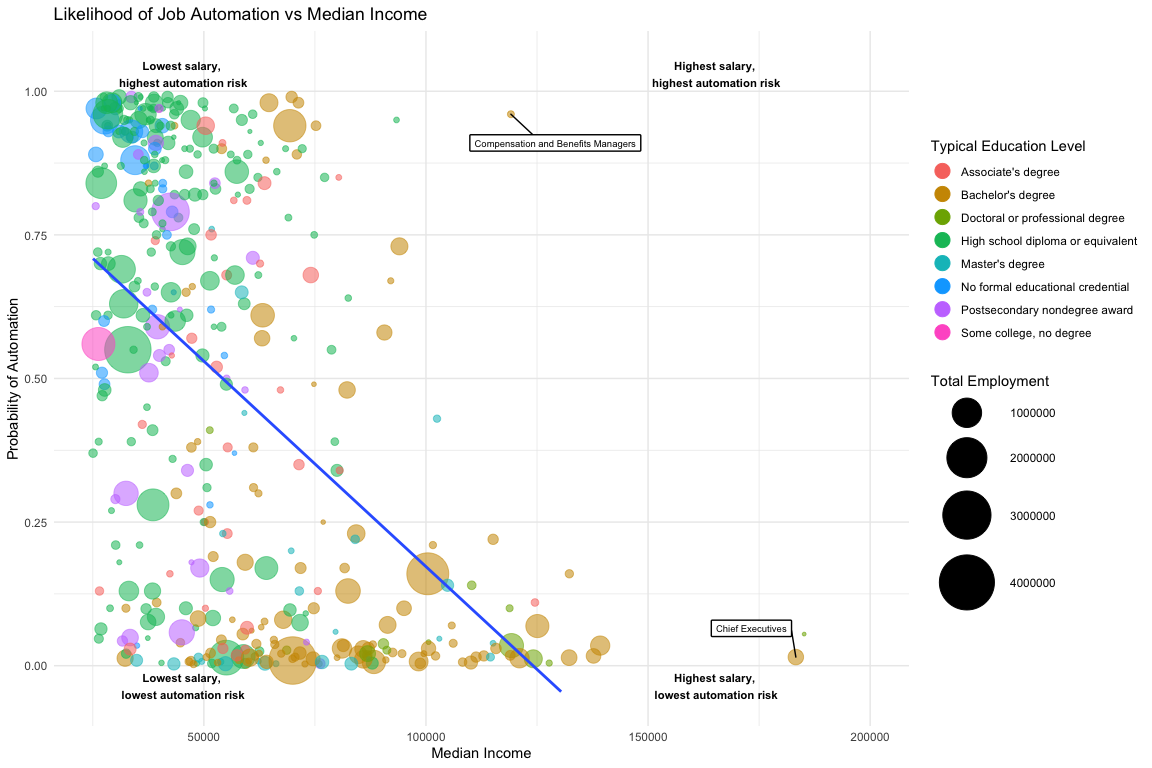 Likelihood of Job Automation vs Median Income
Lowest salary,
highest automation risk
Highest salary,
highest automation risk
Compensation and Benefits Managers
Chief Executives
Lowest salary,
lowest automation risk
Highest salary,
lowest automation risk
Probability of Automation
1.00
0.75
0.50
0.25
0.00
50000
100000
150000
200000
Median Income
Typical Education Level
Associate's degree
Bachelor's degree
Doctoral or professional degree
High school diploma or equivalent
Master's degree
No formal educational credential
Postsecondary nondegree award
Some college, no degree
Total Employment
1000000
2000000
3000000
4000000